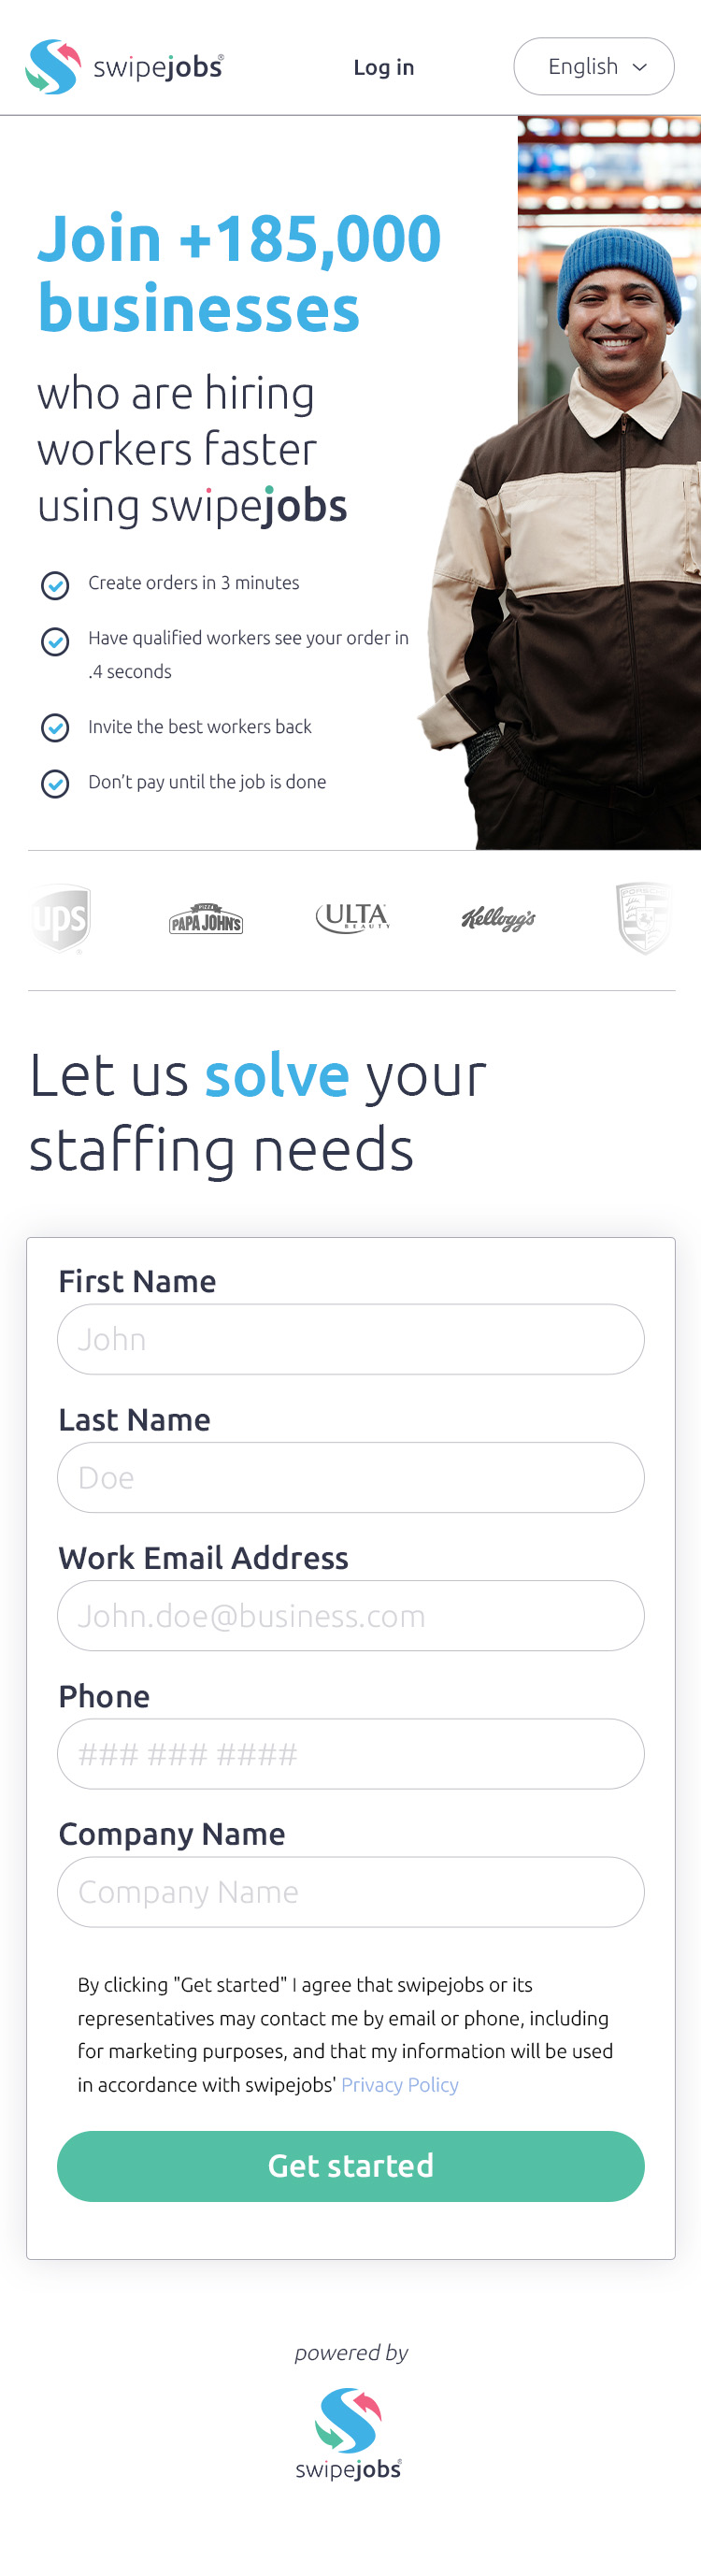 swipejobs®
Log in
English
Join +185,000
businesses
who are hiring
workers faster
using swipejobs
Create orders in 3 minutes
Have qualified workers see your order in
.4 seconds
Invite the best workers back
Don’t pay until the job is done
ups
PIZZA
PAPA JOHN'S
ULTA
BEAUTY
Kellogg's
PORSCHE
Let us solve your
staffing needs
First Name
John
Last Name
Doe
Work Email Address
John.doe@business.com
Phone
### ### ####
Company Name
Company Name
By clicking "Get started" I agree that swipejobs or its
representatives may contact me by email or phone, including
for marketing purposes, and that my information will be used
in accordance with swipejobs' Privacy Policy
Get started
powered by
swipejobs®